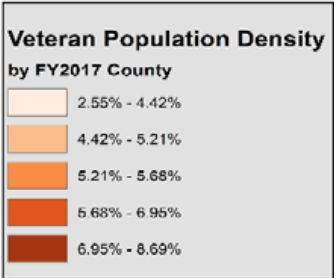 Veteran Population Density
by FY2017 County
2.55% - 4.42%
4.42% - 5.21%
5.21% - 5.68%
5.68% - 6.95%
6.95% - 8.69%